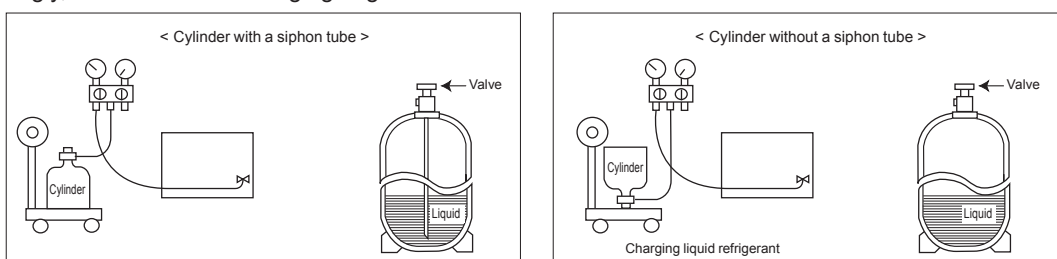 < Cylinder with a siphon tube >
Valve
Cylinder
Liquid
< Cylinder without a siphon tube >
Valve
Cylinder
Liquid
Charging liquid refrigerant